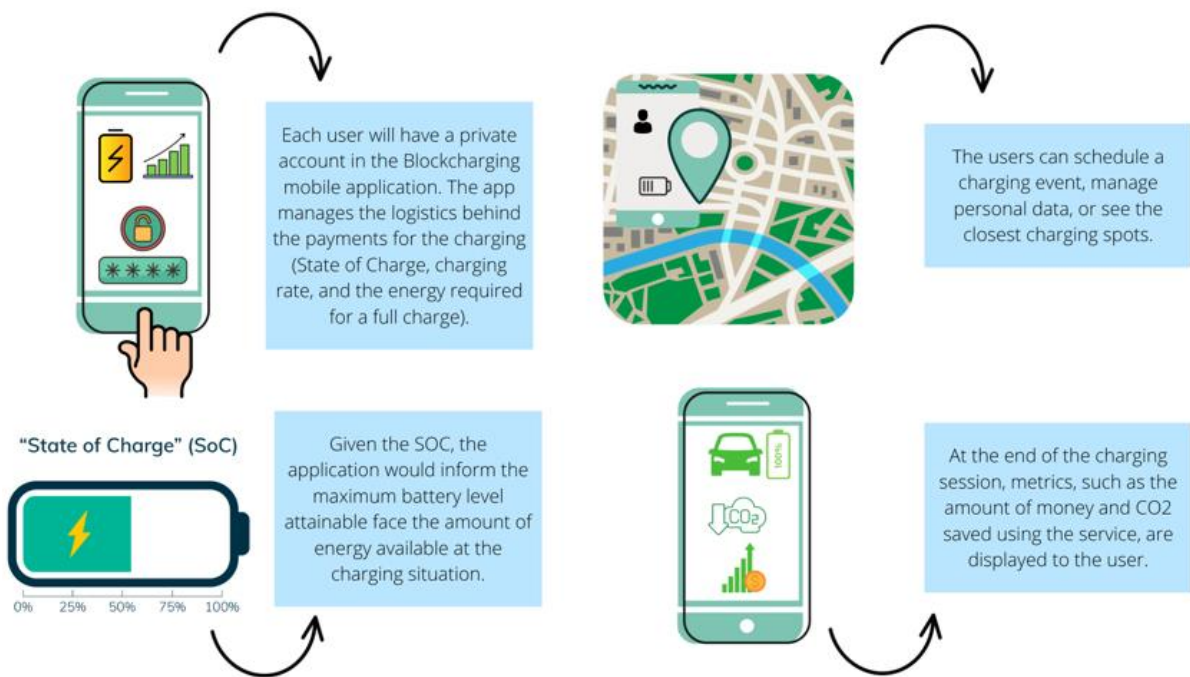 Each user will have a private
account in the Blockcharging
mobile application. The app
manages the logistics behind
the payments for the charging
(State of Charge, charging
rate, and the energy required
for a full charge).
****
The users can schedule a
charging event, manage
personal data, or see the
closest charging spots.
"State of Charge" (SoC)
0% 25% 50% 75% 100%
Given the SOC, the
application would inform the
maximum battery level
attainable face the amount of
energy available at the
charging situation.
100%
CO2
$
At the end of the charging
session, metrics, such as the
amount of money and CO2
saved using the service, are
displayed to the user.